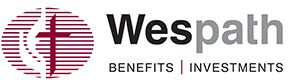 Wespath
BENEFITS | INVESTMENTS